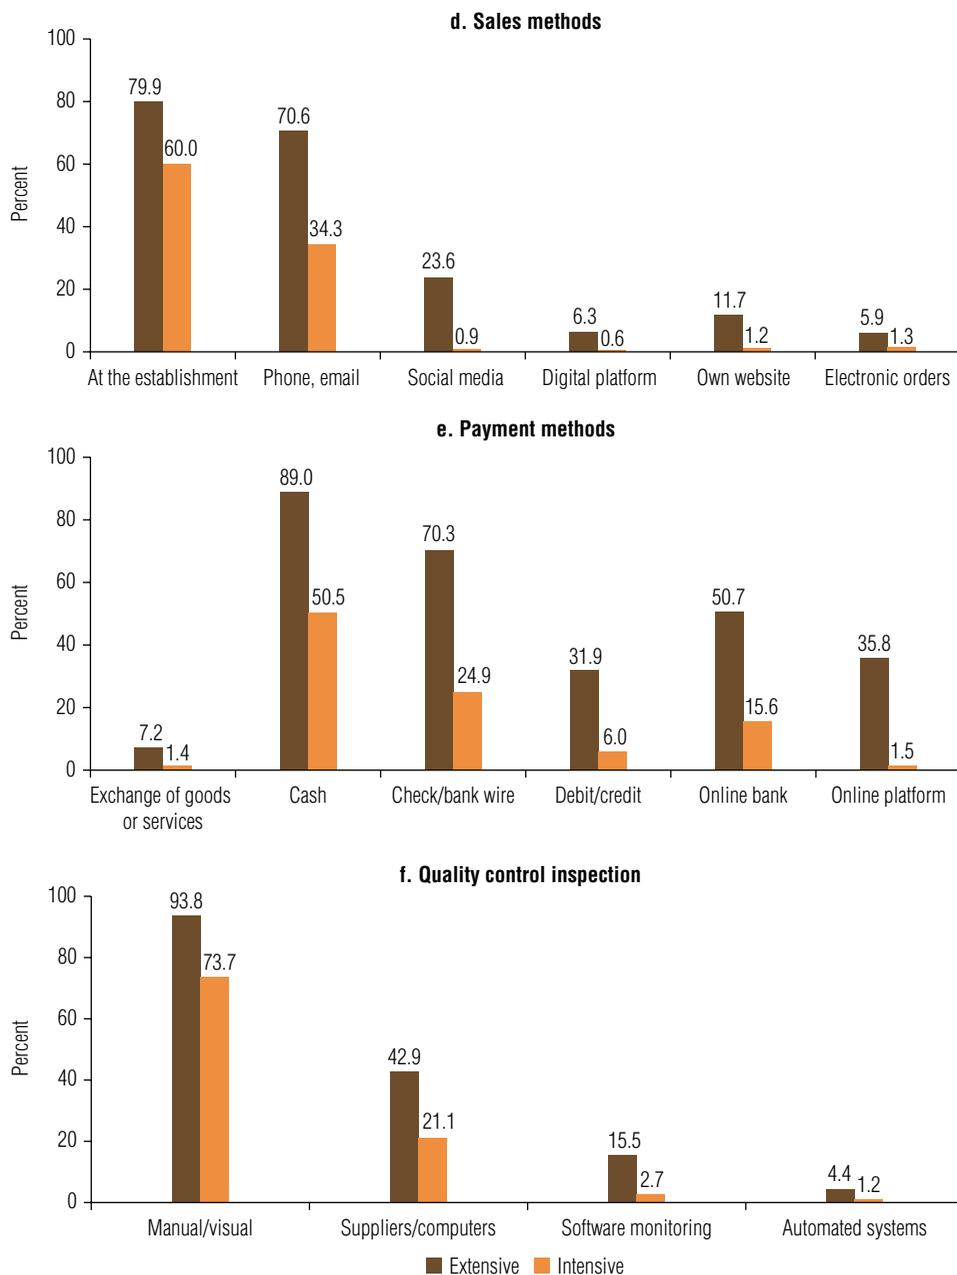 d. Sales methods
100
80
60
40
20
0
Percent
79.9
60.0
70.6
34.3
23.6
0.9
6.3
0.6
11.7
1.2
5.9
1.3
At the establishment
Phone, email
Social media
Digital platform
Own website
Electronic orders
e. Payment methods
100
80
60
40
20
0
Percent
7.2
1.4
89.0
50.5
70.3
24.9
31.9
6.0
50.7
15.6
35.8
1.5
Exchange of goods
or services
Cash
Check/bank wire
Debit/credit
Online bank
Online platform
f. Quality control inspection
100
80
60
40
20
0
Percent
93.8
73.7
42.9
21.1
15.5
2.7
4.4
1.2
Manual/visual
Suppliers/computers
Software monitoring
Automated systems
Extensive
Intensive